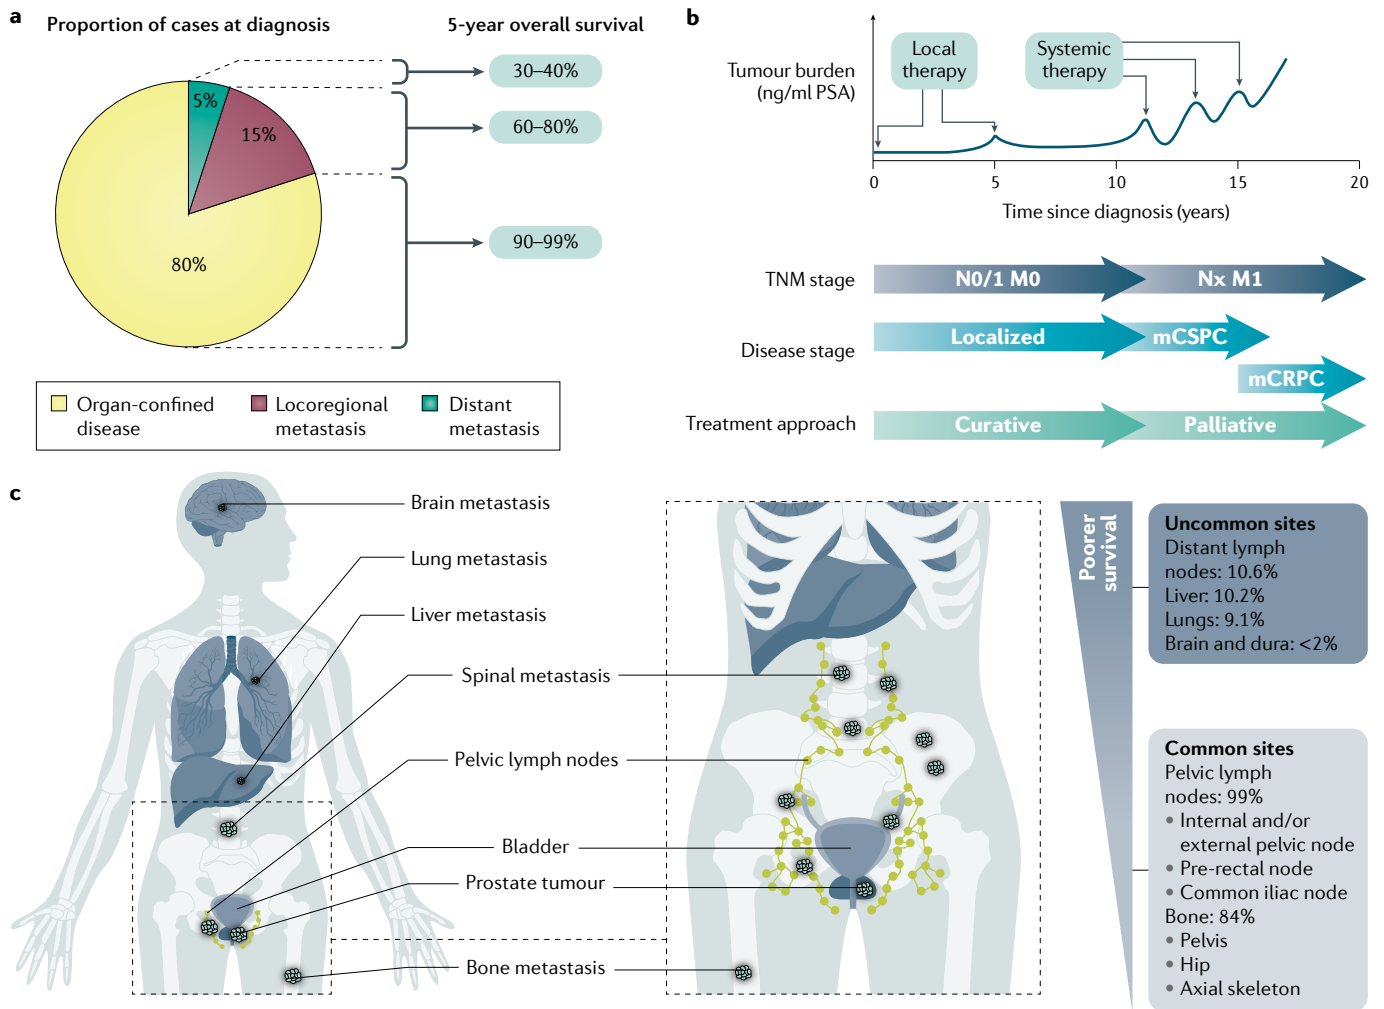 a
Proportion of cases at diagnosis
5-year overall survival
5%
15%
80%
30–40%
60–80%
90–99%
Organ-confined
disease
Locoregional
metastasis
Distant
metastasis
b
Tumour burden
(ng/ml PSA)
Local
therapy
Systemic
therapy
0
5
10
15
20
Time since diagnosis (years)
TNM stage
N0/1 M0
Nx M1
Disease stage
Localized
mCSPC
mCRPC
Treatment approach
Curative
Palliative
c
Brain metastasis
Lung metastasis
Liver metastasis
Spinal metastasis
Pelvic lymph nodes
Bladder
Prostate tumour
Bone metastasis
Poorer
survival
Uncommon sites
Distant lymph
nodes: 10.6%
Liver: 10.2%
Lungs: 9.1%
Brain and dura: <2%
Common sites
Pelvic lymph
nodes: 99%
• Internal and/or
external pelvic node
• Pre-rectal node
• Common iliac node
Bone: 84%
• Pelvis
• Hip
• Axial skeleton